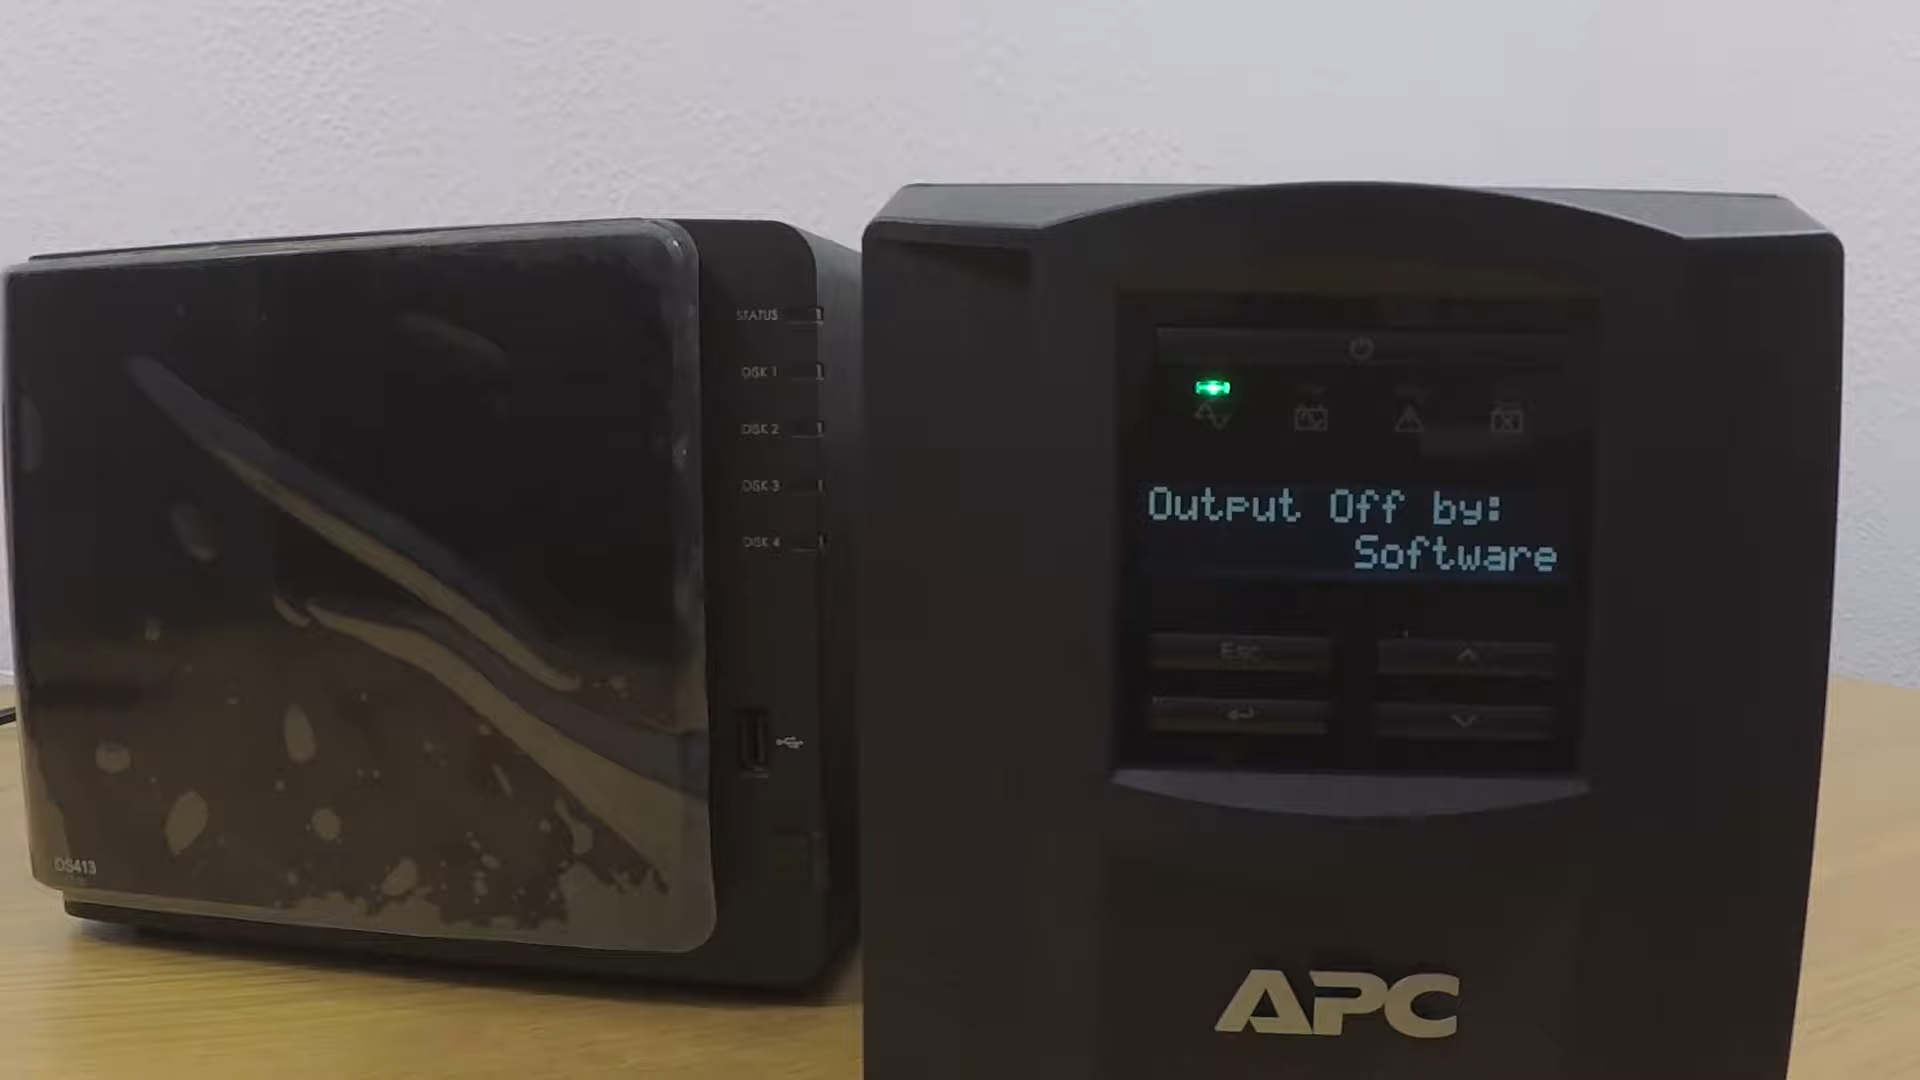 STATUS
DISK 1
DISK 2
DISK 3
DISK 4
DS413
Output Off by:
Software
Esc
APC